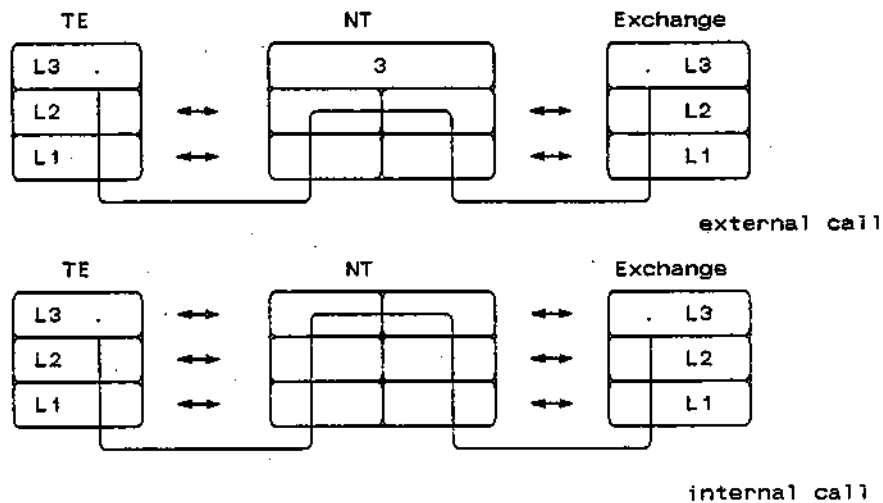 TE NT Exchange
L3 3 L3
L2 L2
L1 L1
external call
TE NT Exchange
L3 L3
L2 L2
L1 L1
internal call